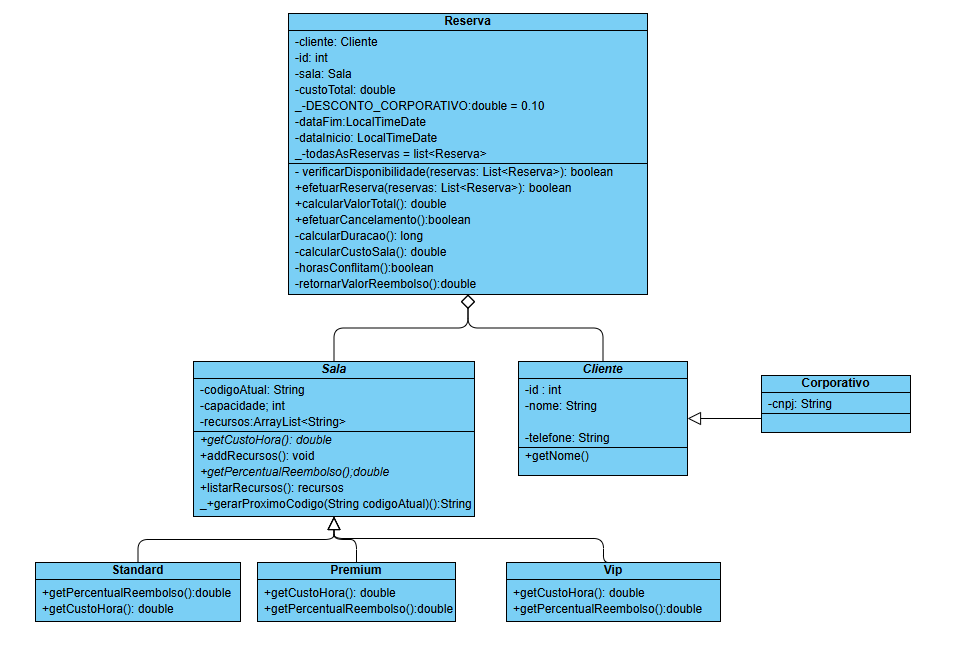 Reserva
-cliente: Cliente
-id: int
-sala: Sala
-custoTotal: double
_-DESCONTO_CORPORATIVO:double = 0.10
-dataFim:LocalTimeDate
-dataInicio: LocalTimeDate
_-todasAsReservas = list<Reserva>
- verificarDisponibilidade(reservas: List<Reserva>): boolean
+efetuarReserva(reservas: List<Reserva>): boolean
+calcularValorTotal(): double
+efetuarCancelamento():boolean
-calcularDuracao(): long
-calcularCustoSala(): double
-horasConflitam():boolean
-retornarValorReembolso():double
Sala
-codigoAtual: String
-capacidade; int
-recursos:ArrayList<String>
+getCustoHora(): double
+addRecursos(): void
+getPercentualReembolso();double
+listarRecursos(): recursos
_+gerarProximoCodigo(String codigoAtual)():String
Cliente
-id : int
-nome: String
-telefone: String
+getNome()
Corporativo
-cnpj: String
Standard
+getPercentualReembolso():double
+getCustoHora(): double
Premium
+getCustoHora(): double
+getPercentualReembolso():double
Vip
+getCustoHora(): double
+getPercentualReembolso():double